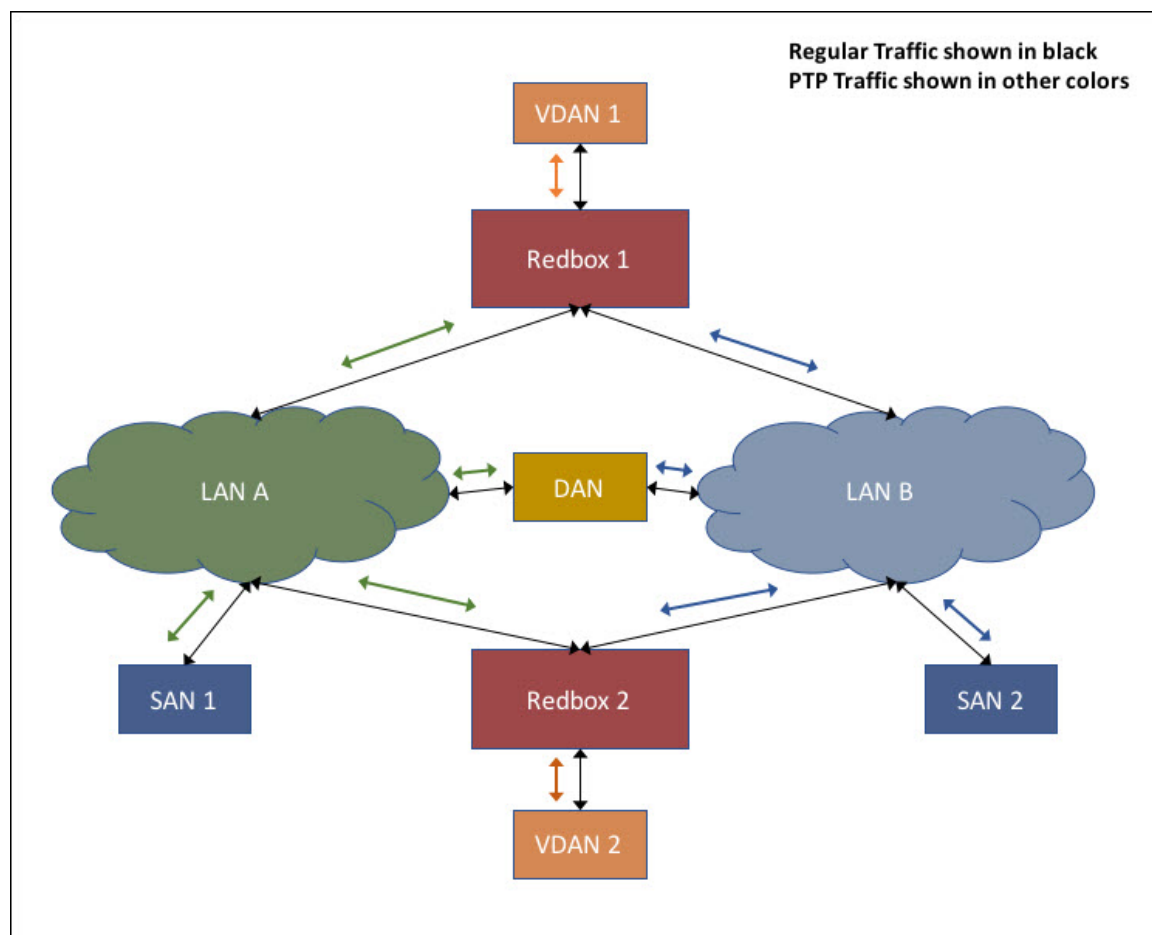 Regular Traffic shown in black
PTP Traffic shown in other colors
VDAN 1
Redbox 1
LAN A
DAN
LAN B
SAN 1
Redbox 2
SAN 2
VDAN 2